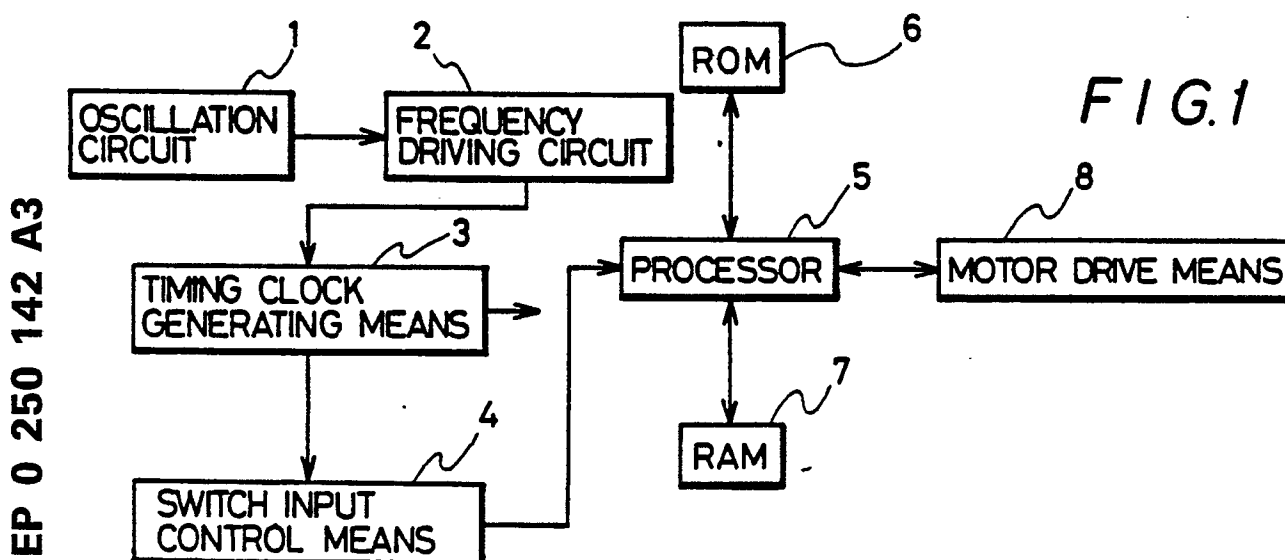 1
OSCILLATION
CIRCUIT
2
FREQUENCY
DRIVING CIRCUIT
6
ROM
FIG.1
3
TIMING CLOCK
GENERATING MEANS
5
PROCESSOR
8
MOTOR DRIVE MEANS
4
SWITCH INPUT
CONTROL MEANS
7
RAM
EP 0 250 142 A3